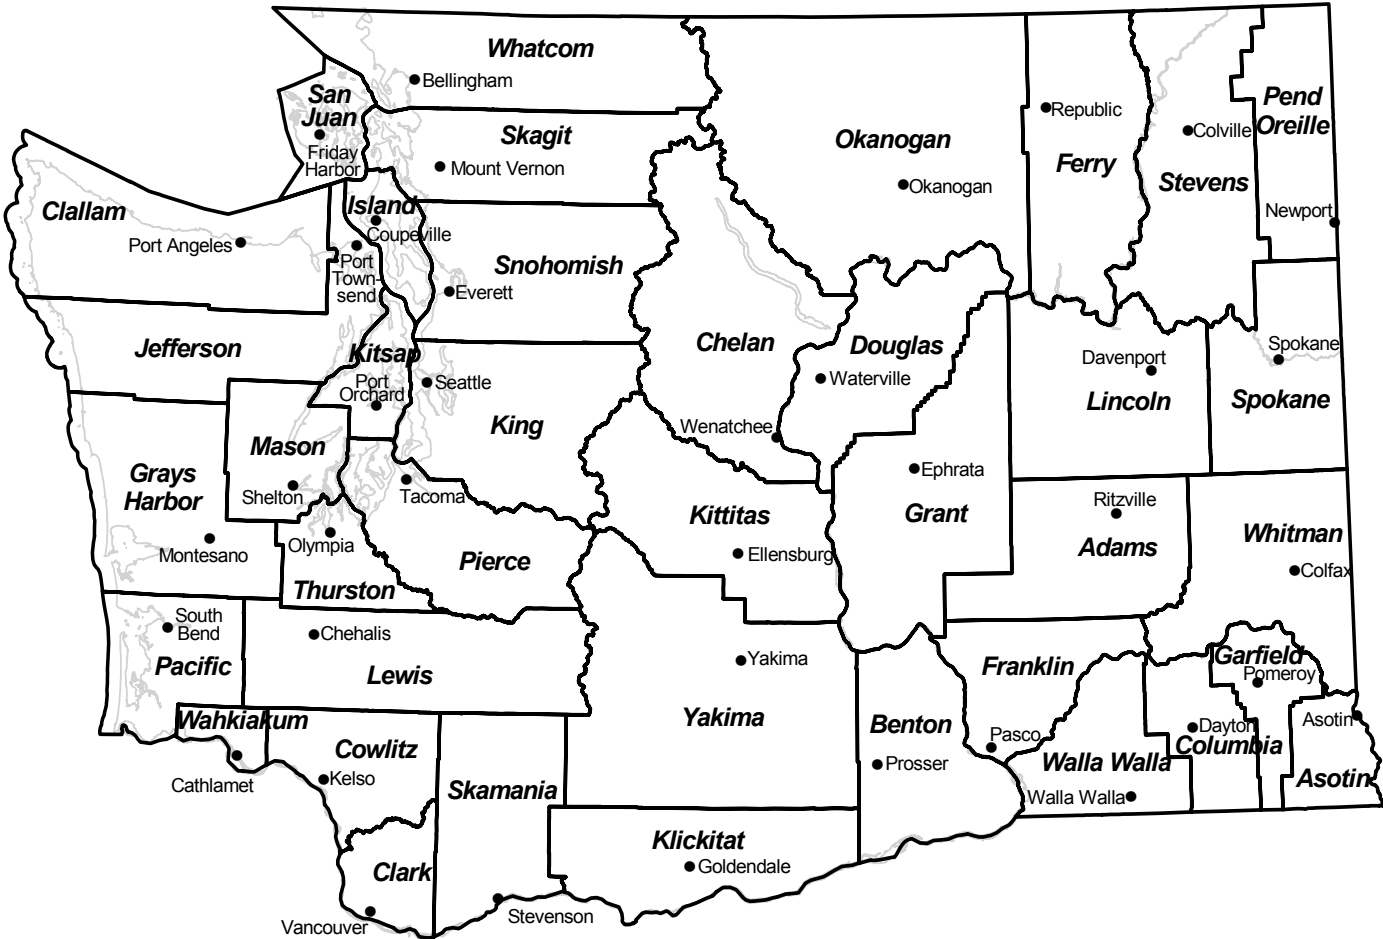 Whatcom
Bellingham
San
Juan
Friday
Harbor
Skagit
Mount Vernon
Okanogan
Okanogan
Republic
Ferry
Colville
Stevens
Pend
Oreille
Newport
Clallam
Port Angeles
Island
Coupeville
Port
Town-
send
Snohomish
Everett
Jefferson
Kitsap
Port
Orchard
Seattle
King
Chelan
Wenatchee
Douglas
Waterville
Davenport
Lincoln
Spokane
Spokane
Mason
Shelton
Grays
Harbor
Montesano
Olympia
Thurston
Tacoma
Pierce
Kittitas
Ellensburg
Ephrata
Grant
Ritzville
Adams
Whitman
Colfax
South
Bend
Pacific
Chehalis
Lewis
Yakima
Yakima
Franklin
Pasco
Benton
Prosser
Garfield
Pomeroy
Dayton
Columbia
Asotin
Asotin
Walla Walla
Walla Walla
Wahkiakum
Cathlamet
Cowlitz
Kelso
Skamania
Stevenson
Klickitat
Goldendale
Clark
Vancouver